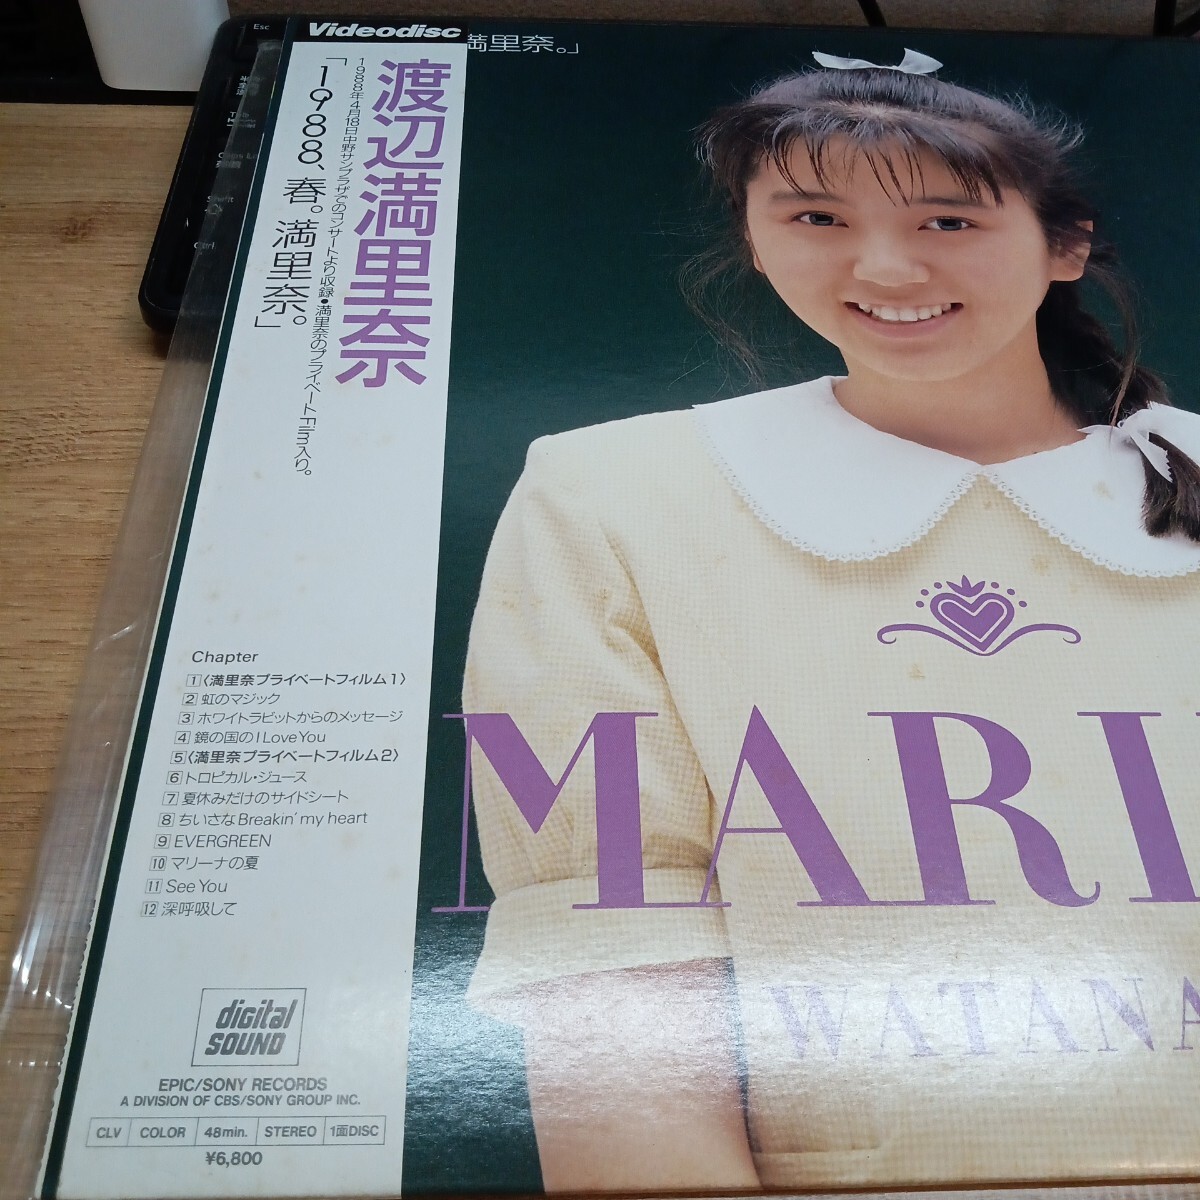 Videodisc
満里奈。」
渡辺満里奈
1988年4月18日中野サンプラザでのコンサートより収録●満里奈のプライベートFilm入り。
「1988、春。満里奈。」
Chapter
1〈満里奈プライベートフィルム1〉
2 虹のマジック
3 ホワイトラビットからのメッセージ
4 鏡の国のI Love You
5〈満里奈プライベートフィルム2〉
6 トロピカル・ジュース
7 夏休みだけのサイドシート
8 ちいさなBreakin' my heart
9 EVERGREEN
10 マリーナの夏
11 See You
12 深呼吸して
digital
SOUND
EPIC/SONY RECORDS
A DIVISION OF CBS/SONY GROUP INC.
CLV COLOR 48min. STEREO 1面DISC
¥6,800
MARI
WATANA
Esc